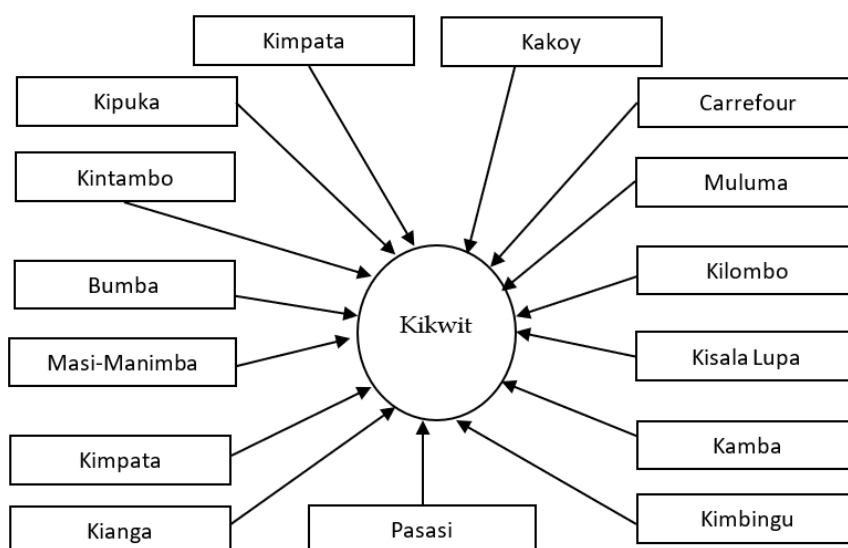 Kimpata
Kakoy
Kipuka
Carrefour
Kintambo
Muluma
Bumba
Kilombo
Kikwit
Masi-Manimba
Kisala Lupa
Kimpata
Kamba
Kianga
Pasasi
Kimbingu